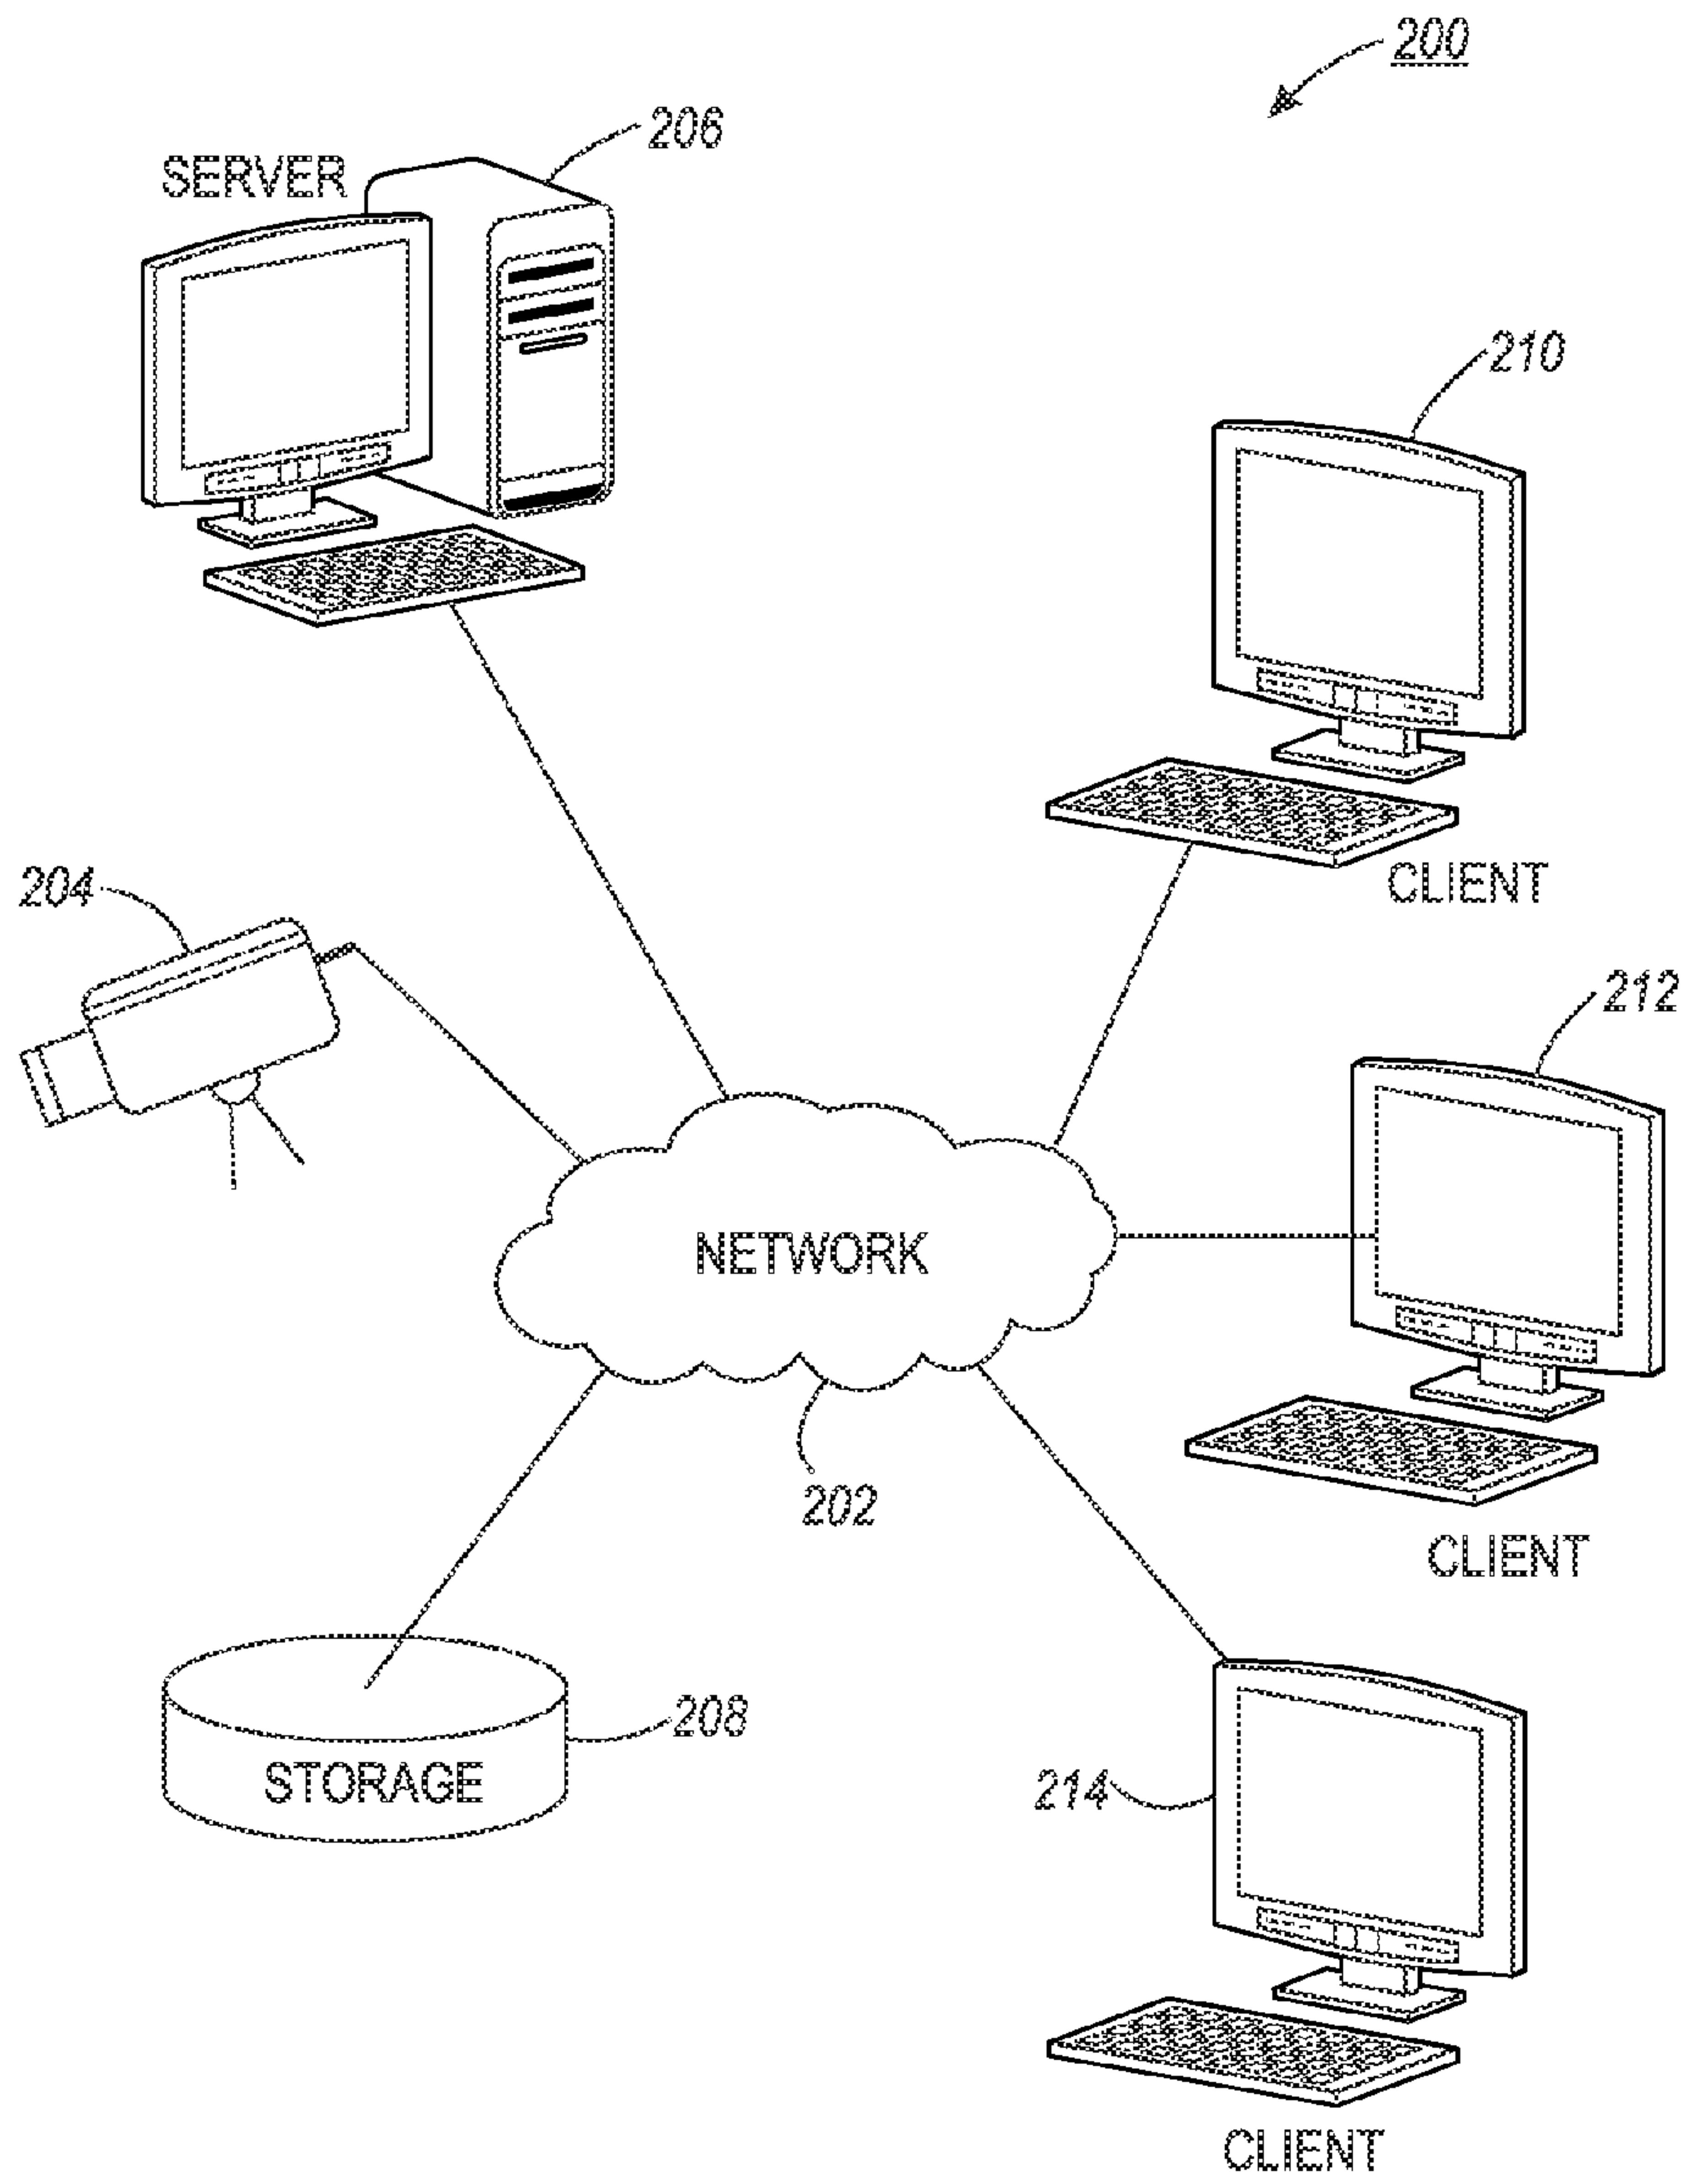 200
206
SERVER
210
204
CLIENT
212
NETWORK
202
CLIENT
208
STORAGE
214
CLIENT